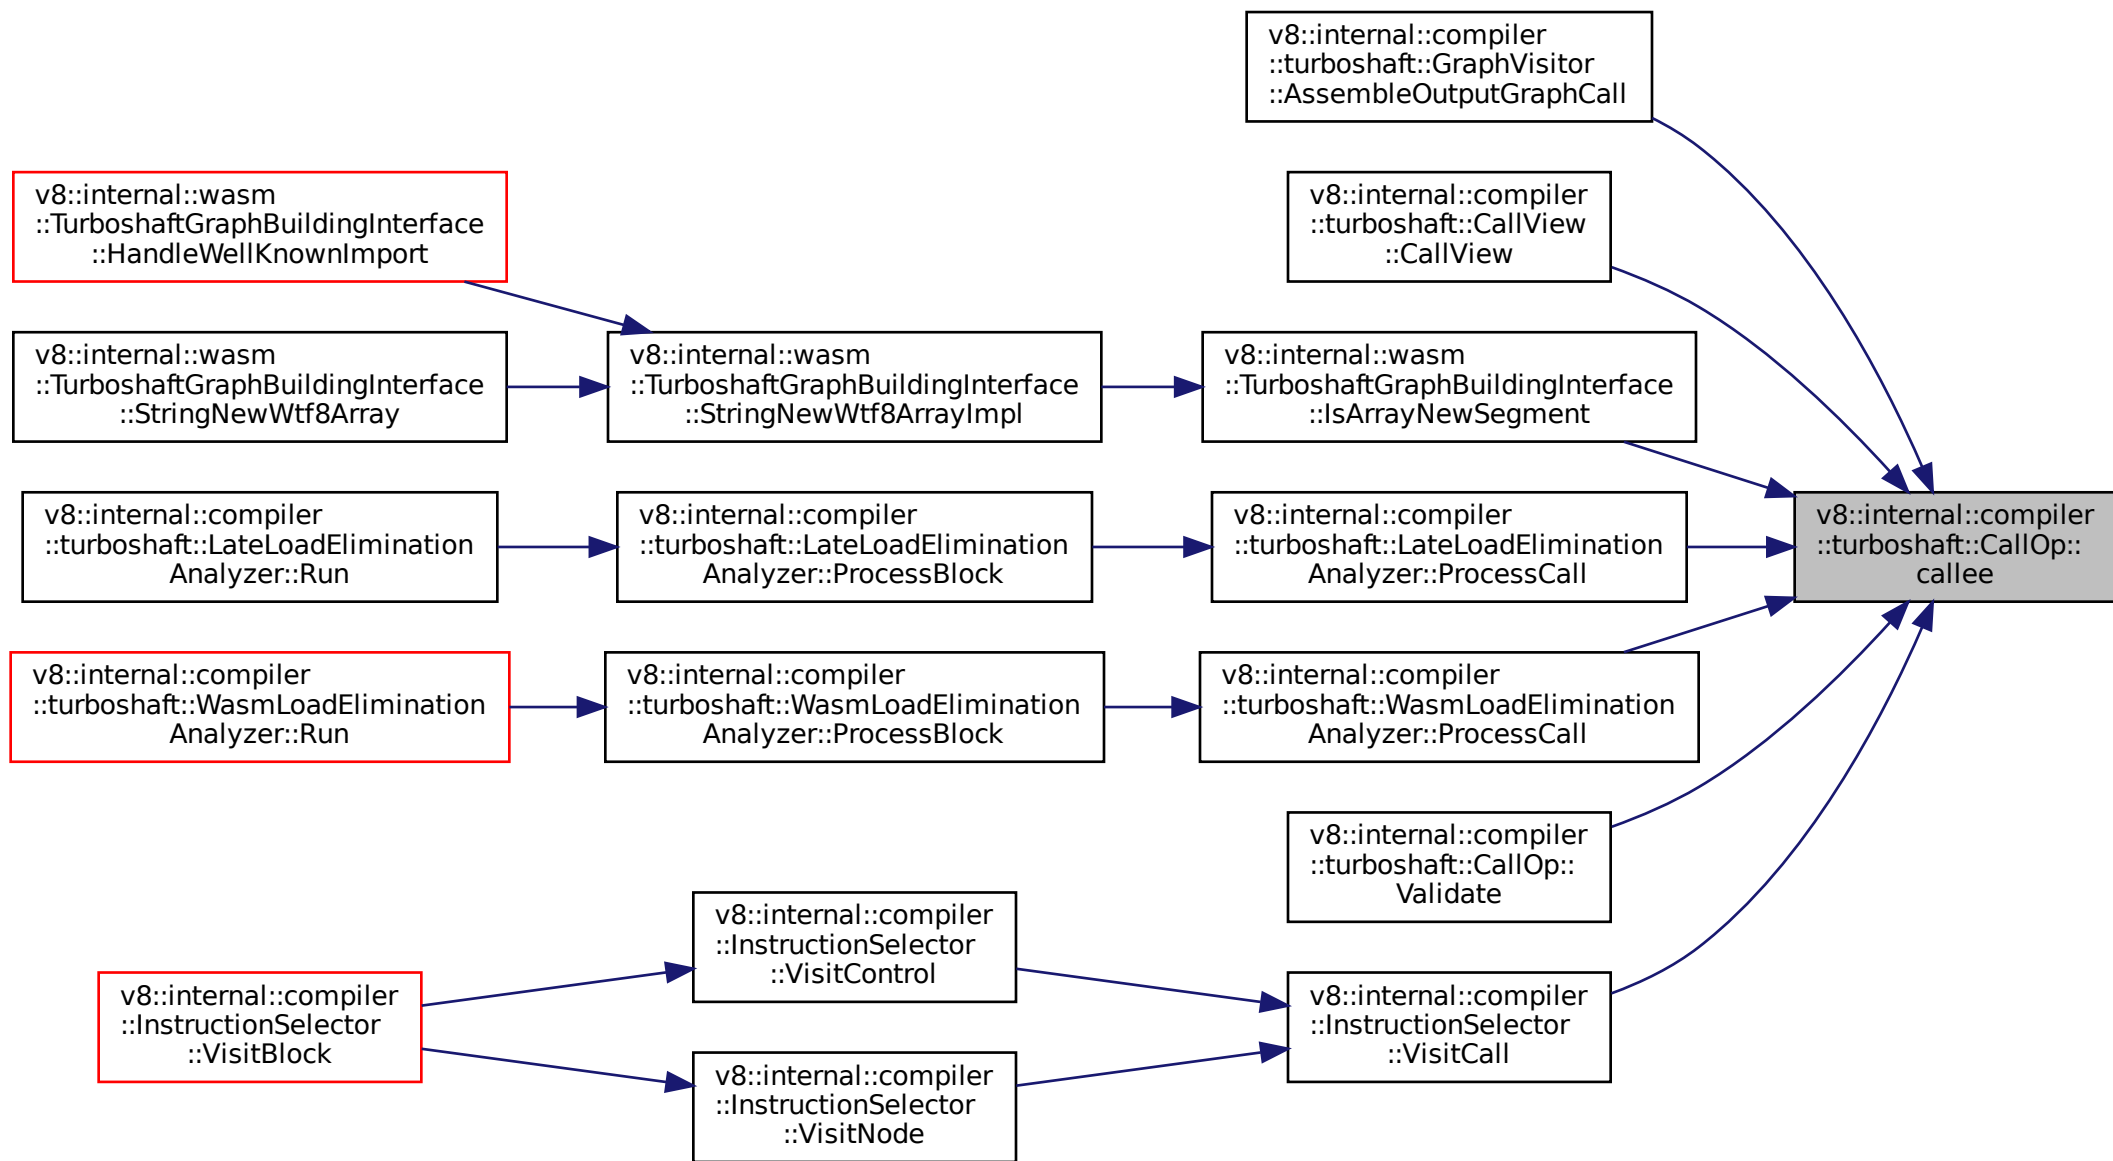 v8::internal::compiler
::turboshaft::GraphVisitor
::AssembleOutputGraphCall
v8::internal::compiler
::turboshaft::CallView
::CallView
v8::internal::wasm
::TurboshaftGraphBuildingInterface
::HandleWellKnownImport
v8::internal::wasm
::TurboshaftGraphBuildingInterface
::StringNewWtf8Array
v8::internal::wasm
::TurboshaftGraphBuildingInterface
::StringNewWtf8ArrayImpl
v8::internal::wasm
::TurboshaftGraphBuildingInterface
::IsArrayNewSegment
v8::internal::compiler
::turboshaft::LateLoadElimination
Analyzer::Run
v8::internal::compiler
::turboshaft::LateLoadElimination
Analyzer::ProcessBlock
v8::internal::compiler
::turboshaft::LateLoadElimination
Analyzer::ProcessCall
v8::internal::compiler
::turboshaft::CallOp::
callee
v8::internal::compiler
::turboshaft::WasmLoadElimination
Analyzer::Run
v8::internal::compiler
::turboshaft::WasmLoadElimination
Analyzer::ProcessBlock
v8::internal::compiler
::turboshaft::WasmLoadElimination
Analyzer::ProcessCall
v8::internal::compiler
::turboshaft::CallOp::
Validate
v8::internal::compiler
::InstructionSelector
::VisitControl
v8::internal::compiler
::InstructionSelector
::VisitBlock
v8::internal::compiler
::InstructionSelector
::VisitCall
v8::internal::compiler
::InstructionSelector
::VisitNode